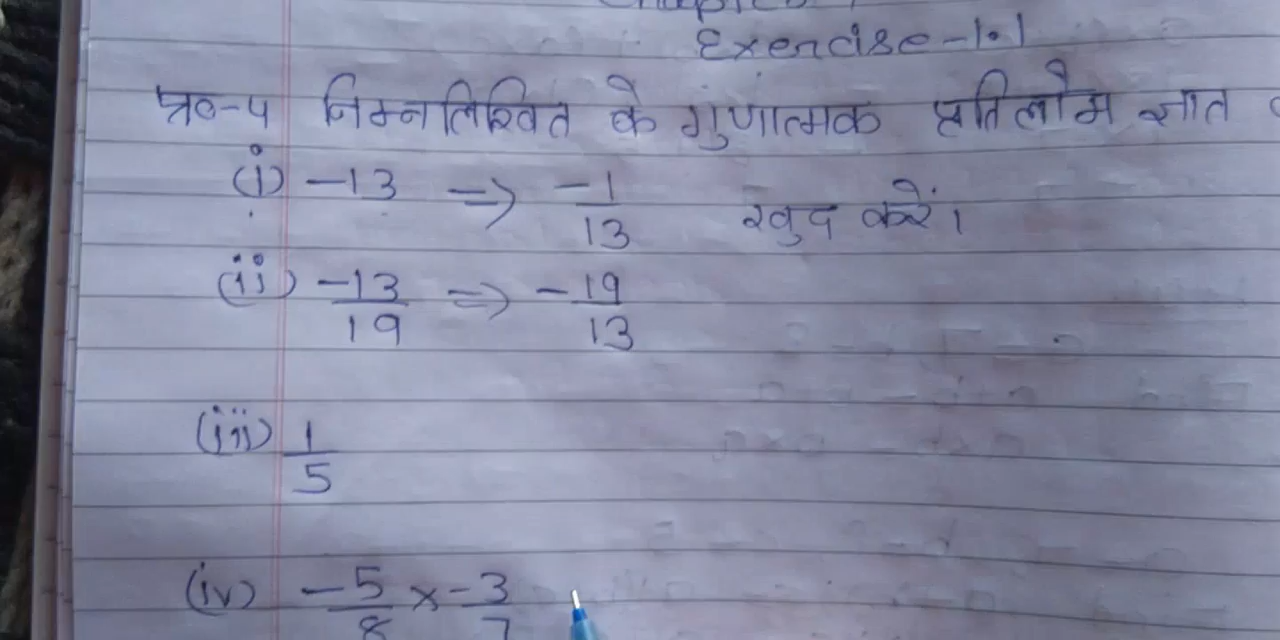 Exercise-1.1
प्र०-4 निम्नलिखित के गुणात्मक प्रतिलोम ज्ञात
(i) -13 => -1/13 खुद करें।
(ii) -13/19 => -19/13
(iii) 1/5
(iv) -5/8 × -3/7